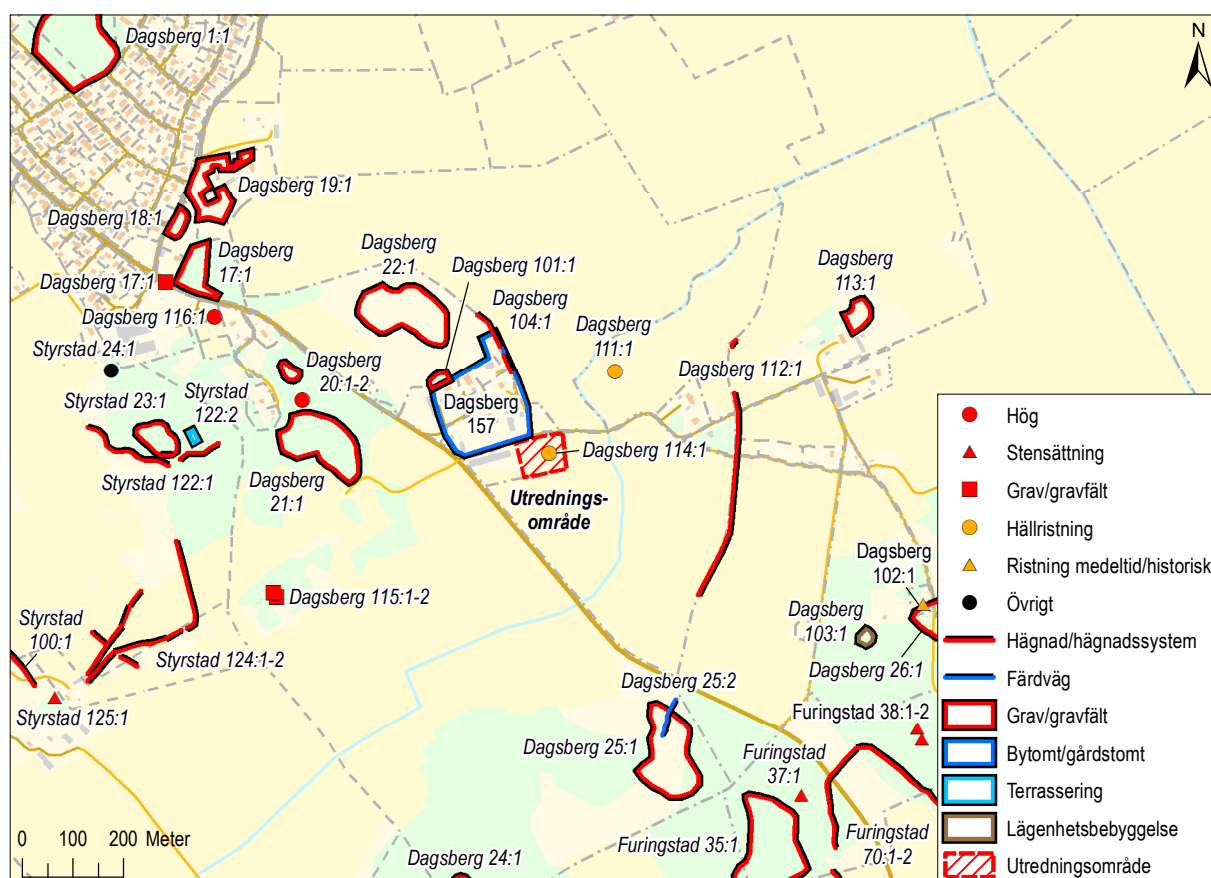 Dagsberg 1:1
N
Dagsberg 19:1
Dagsberg 18:1
Dagsberg
17:1
Dagsberg
22:1
Dagsberg 101:1
Dagsberg
104:1
Dagsberg
113:1
Dagsberg 17:1
Dagsberg 116:1
Dagsberg
111:1
Styrstad 24:1
Dagsberg
20:1-2
Dagsberg 112:1
Styrstad 23:1
Styrstad
122:2
Dagsberg
157
Dagsberg 114:1
Styrstad
122:1
Dagsberg
21:1
Utrednings-
område
Dagsberg
102:1
Dagsberg 115:1-2
Dagsberg
103:1
Styrstad
100:1
Styrstad 124:1-2
Dagsberg 26:1
Dagsberg 25:2
Styrstad 125:1
Furingstad 38:1-2
Dagsberg 25:1
Furingstad
37:1
Furingstad 35:1
Furingstad
70:1-2
Dagsberg 24:1
0 100 200 Meter
Hög
Stensättning
Grav/gravfält
Hällristning
Ristning medeltid/historisk
Övrigt
Hägnad/hägnadssystem
Färdväg
Grav/gravfält
Bytomt/gårdstomt
Terrassering
Lägenhetsbebyggelse
Utredningsområde